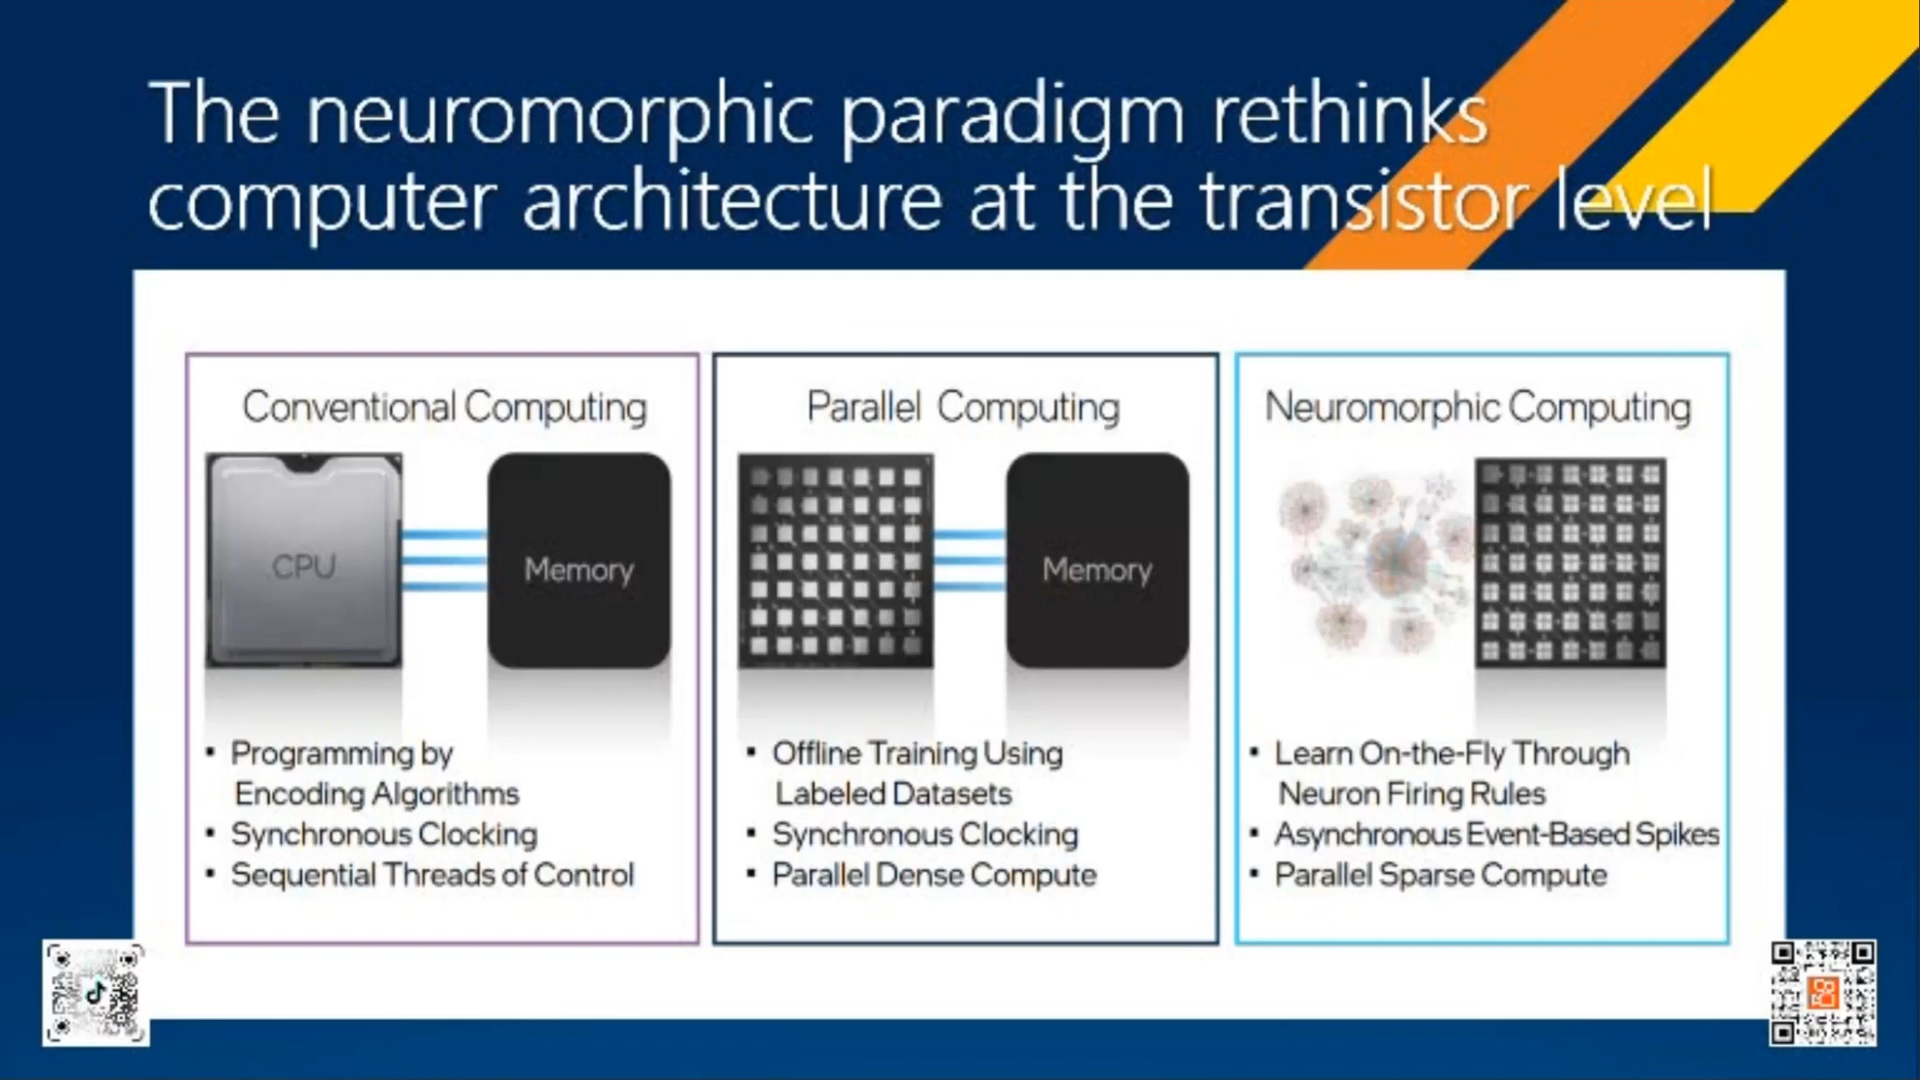 The neuromorphic paradigm rethinks
computer architecture at the transistor level
Conventional Computing
CPU
Memory
▪ Programming by
Encoding Algorithms
▪ Synchronous Clocking
▪ Sequential Threads of Control
Parallel Computing
Memory
▪ Offline Training Using
Labeled Datasets
▪ Synchronous Clocking
▪ Parallel Dense Compute
Neuromorphic Computing
▪ Learn On-the-Fly Through
Neuron Firing Rules
▪ Asynchronous Event-Based Spikes
▪ Parallel Sparse Compute